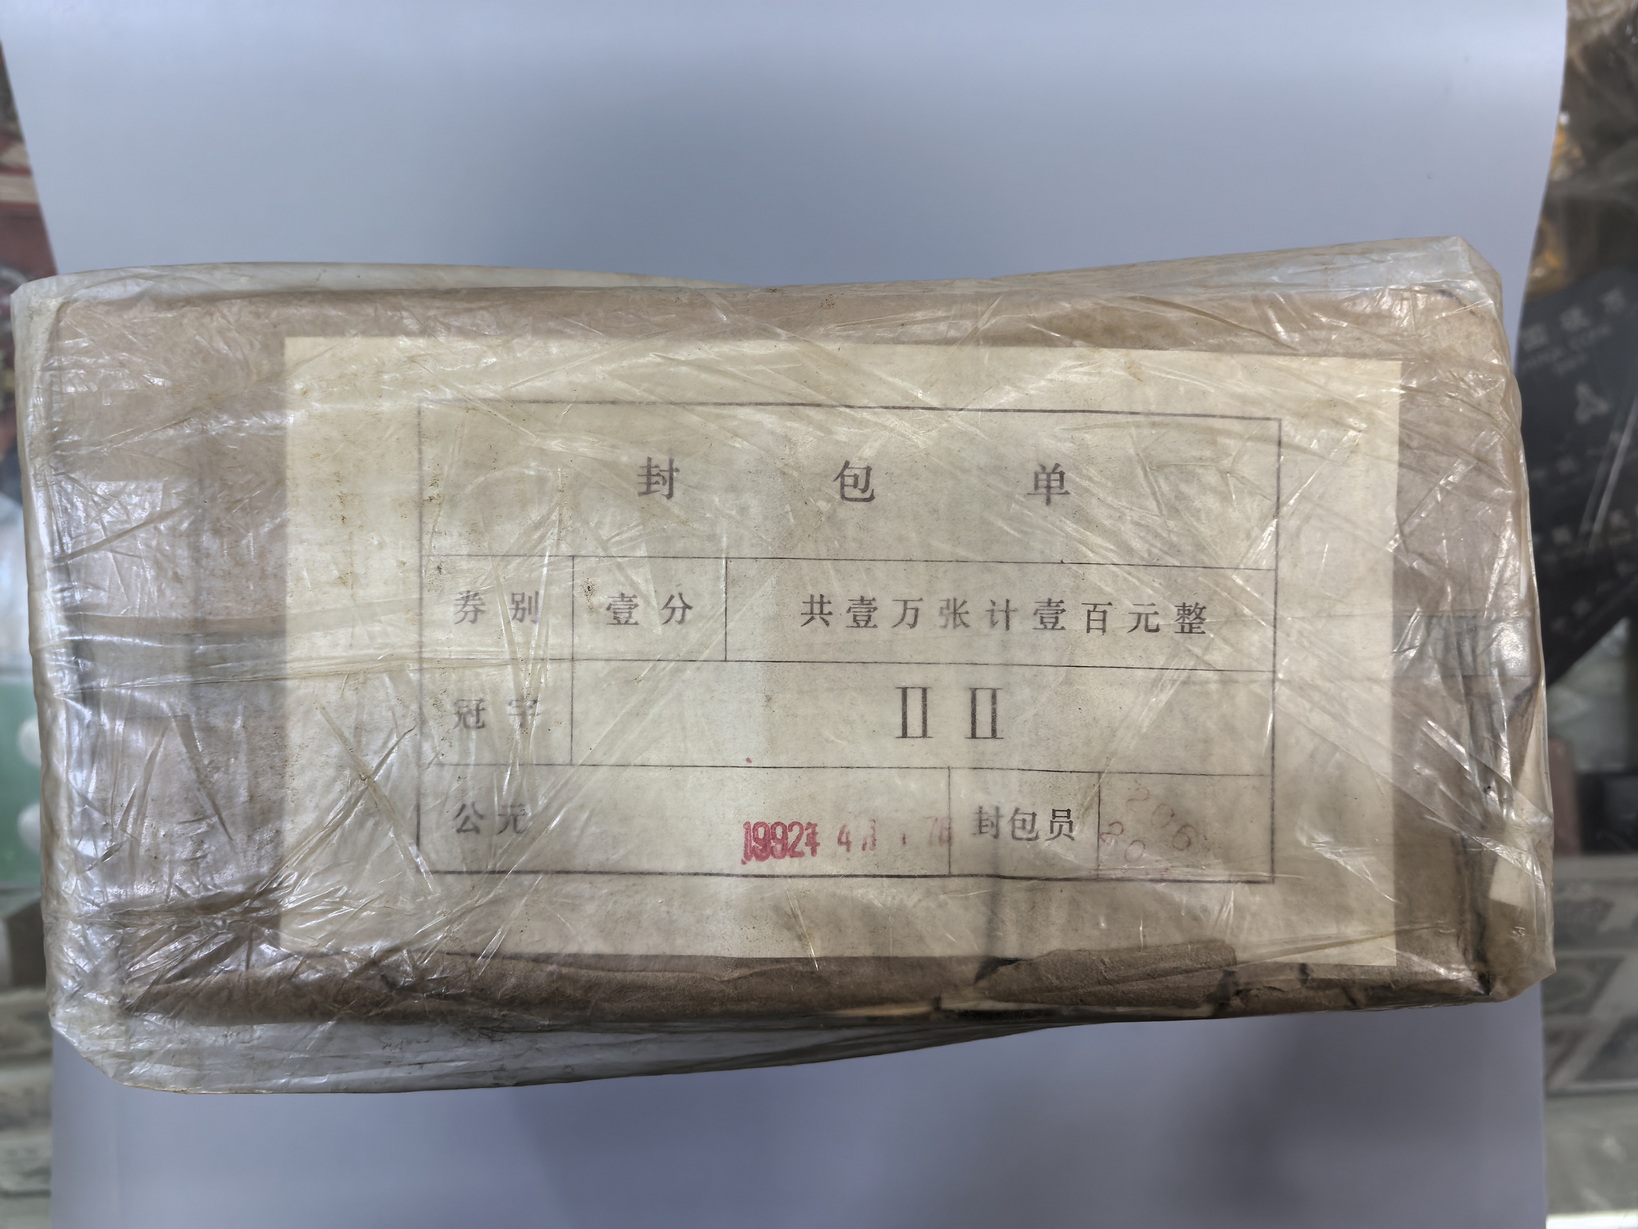 封包单
券别 壹分 共壹万张计壹百元整
冠字 II II
公元 1992年4月 封包员